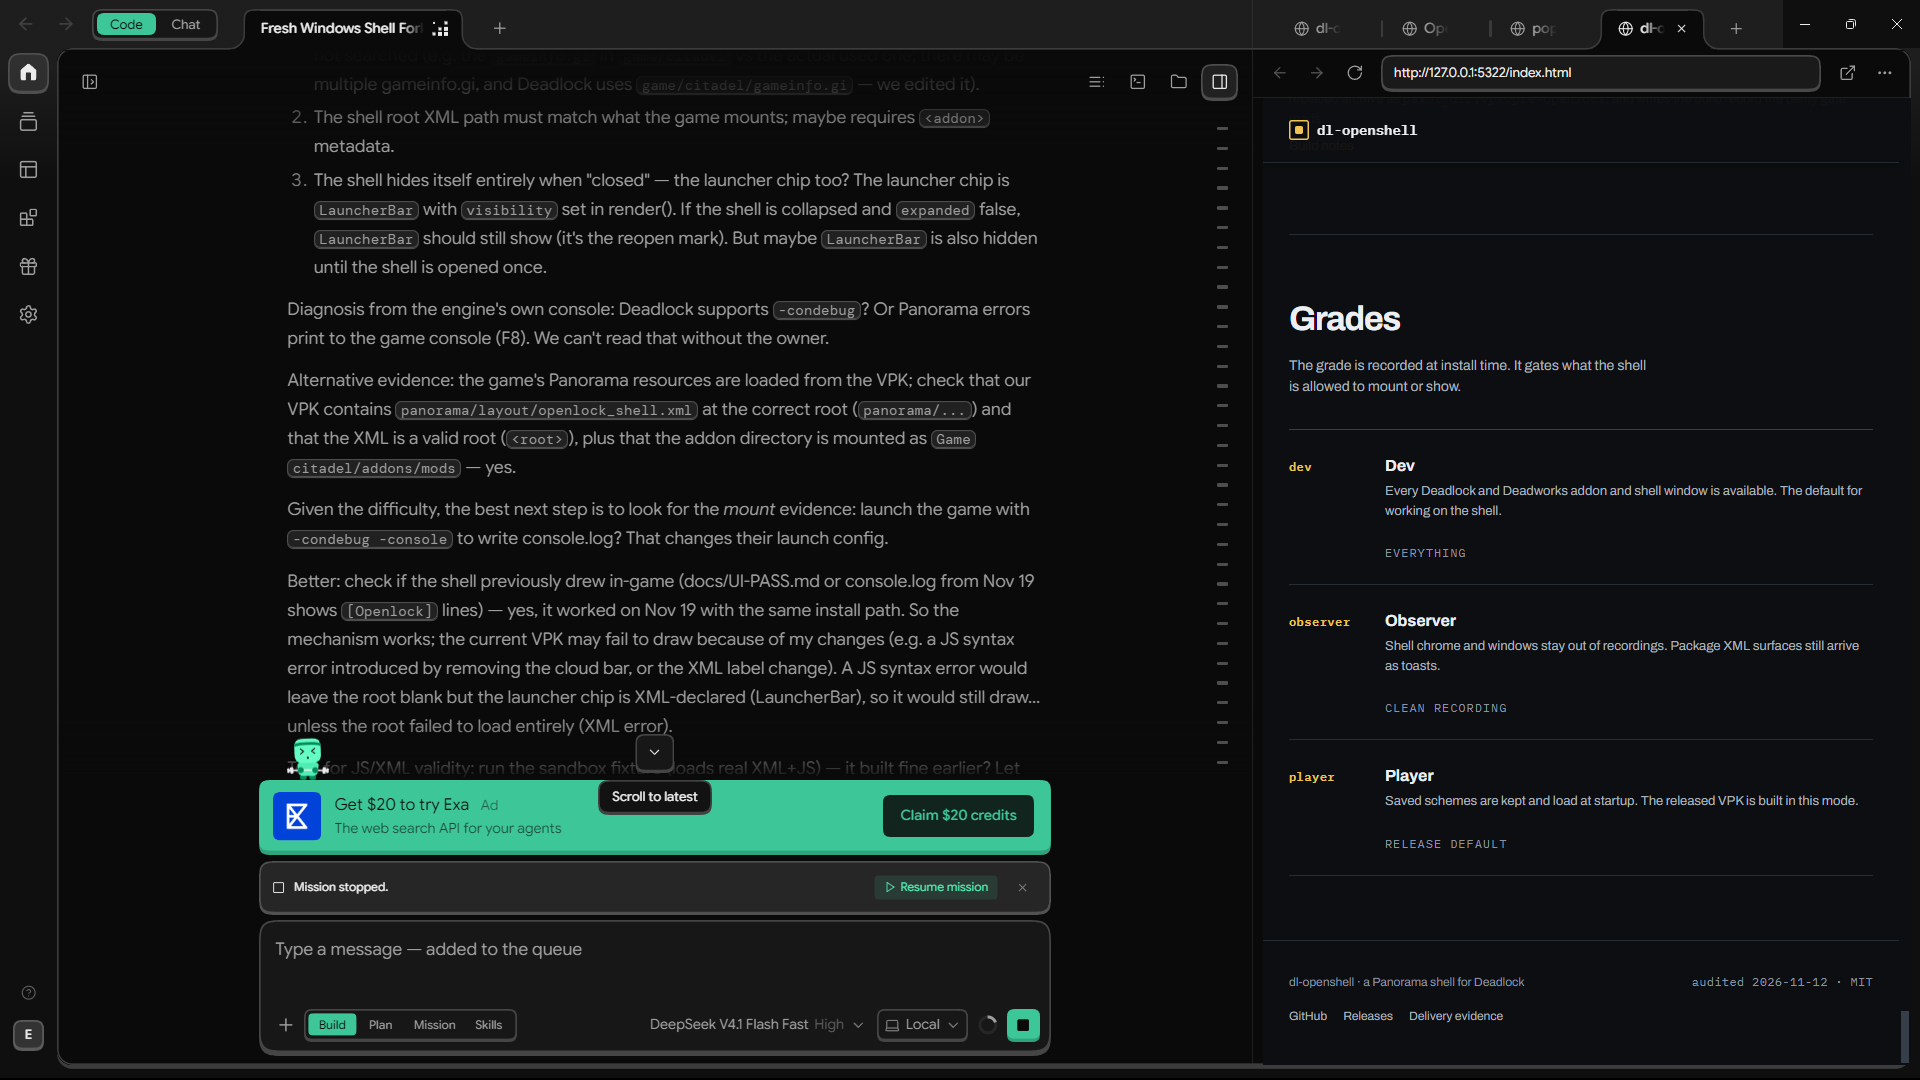 Code
Chat
Fresh Windows Shell For
multiple gameinfo.gi, and Deadlock uses game/citadel/gameinfo.gi — we edited it).
2. The shell root XML path must match what the game mounts; maybe requires <addon>
metadata.
3. The shell hides itself entirely when "closed" — the launcher chip too? The launcher chip is
LauncherBar with visibility set in render(). If the shell is collapsed and expanded false,
LauncherBar should still show (it's the reopen mark). But maybe LauncherBar is also hidden
until the shell is opened once.
Diagnosis from the engine's own console: Deadlock supports -condebug? Or Panorama errors
print to the game console (F8). We can't read that without the owner.
Alternative evidence: the game's Panorama resources are loaded from the VPK; check that our
VPK contains panorama/layout/openlock_shell.xml at the correct root (panorama/...) and
that the XML is a valid root (<root>), plus that the addon directory is mounted as Game
citadel/addons/mods — yes.
Given the difficulty, the best next step is to look for the mount evidence: launch the game with
-condebug -console to write console.log? That changes their launch config.
Better: check if the shell previously drew in-game (docs/UI-PASS.md or console.log from Nov 19
shows [Openlock] lines) — yes, it worked on Nov 19 with the same install path. So the
mechanism works; the current VPK may fail to draw because of my changes (e.g. a JS syntax
error introduced by removing the cloud bar, or the XML label change). A JS syntax error would
leave the root blank but the launcher chip is XML-declared (LauncherBar), so it would still draw...
unless the root failed to load entirely (XML error).
for JS/XML validity: run the sandbox loads real XML+JS) — it built fine earlier? Let
Scroll to latest
Get $20 to try Exa Ad
The web search API for your agents
Claim $20 credits
Mission stopped.
Resume mission
Type a message — added to the queue
Build
Plan
Mission
Skills
DeepSeek V4.1 Flash Fast High
Local
E
dl-
Op
pop
dl-
http://127.0.0.1:5322/index.html
dl-openshell
Grades
The grade is recorded at install time. It gates what the shell
is allowed to mount or show.
dev
Dev
Every Deadlock and Deadworks addon and shell window is available. The default for
working on the shell.
EVERYTHING
observer
Observer
Shell chrome and windows stay out of recordings. Package XML surfaces still arrive
as toasts.
CLEAN RECORDING
player
Player
Saved schemes are kept and load at startup. The released VPK is built in this mode.
RELEASE DEFAULT
dl-openshell · a Panorama shell for Deadlock
audited 2026-11-12 · MIT
GitHub
Releases
Delivery evidence